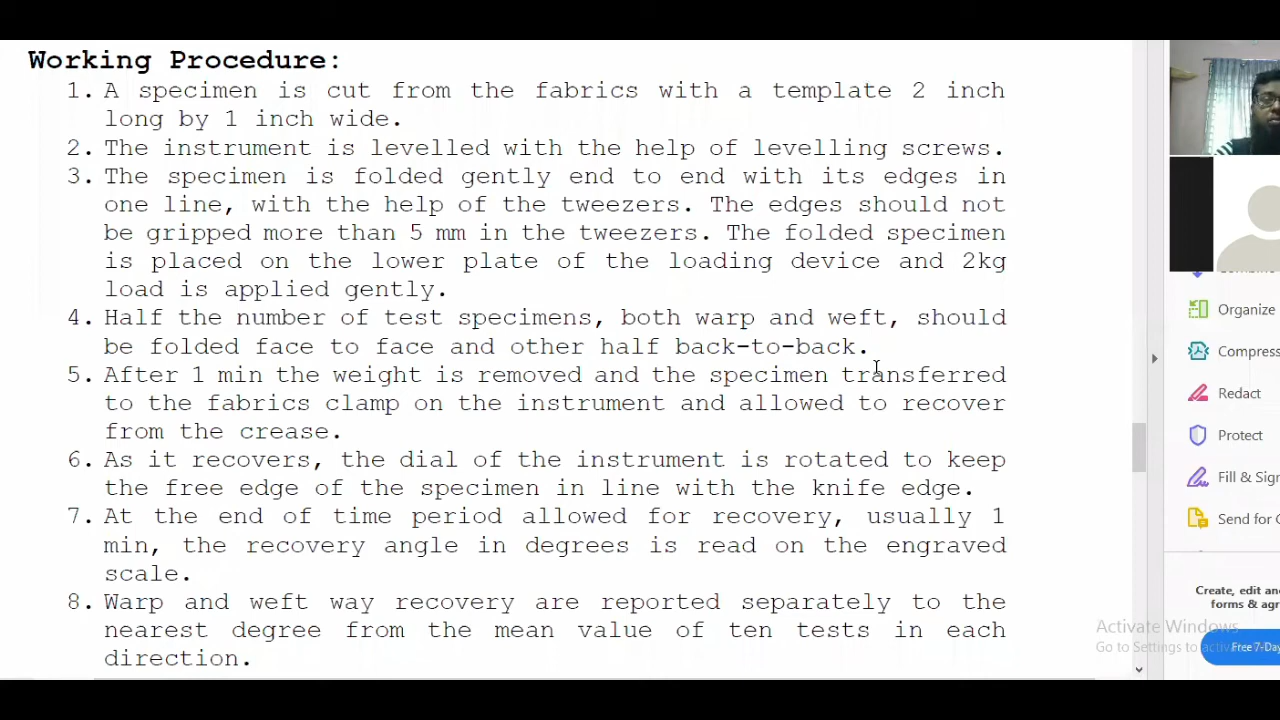 Working Procedure:
1. A specimen is cut from the fabrics with a template 2 inch
long by 1 inch wide.
2. The instrument is levelled with the help of levelling screws.
3. The specimen is folded gently end to end with its edges in
one line, with the help of the tweezers. The edges should not
be gripped more than 5 mm in the tweezers. The folded specimen
is placed on the lower plate of the loading device and 2kg
load is applied gently.
4. Half the number of test specimens, both warp and weft, should
be folded face to face and other half back-to-back.
5. After 1 min the weight is removed and the specimen transferred
to the fabrics clamp on the instrument and allowed to recover
from the crease.
6. As it recovers, the dial of the instrument is rotated to keep
the free edge of the specimen in line with the knife edge.
7. At the end of time period allowed for recovery, usually 1
min, the recovery angle in degrees is read on the engraved
scale.
8. Warp and weft way recovery are reported separately to the
nearest degree from the mean value of ten tests in each
direction.
Organize
Compress
Redact
Protect
Fill & Sig
Send for C
Create, edit an
forms & agr
Activate Windows
Go to Settings to activ
Free 7-Day